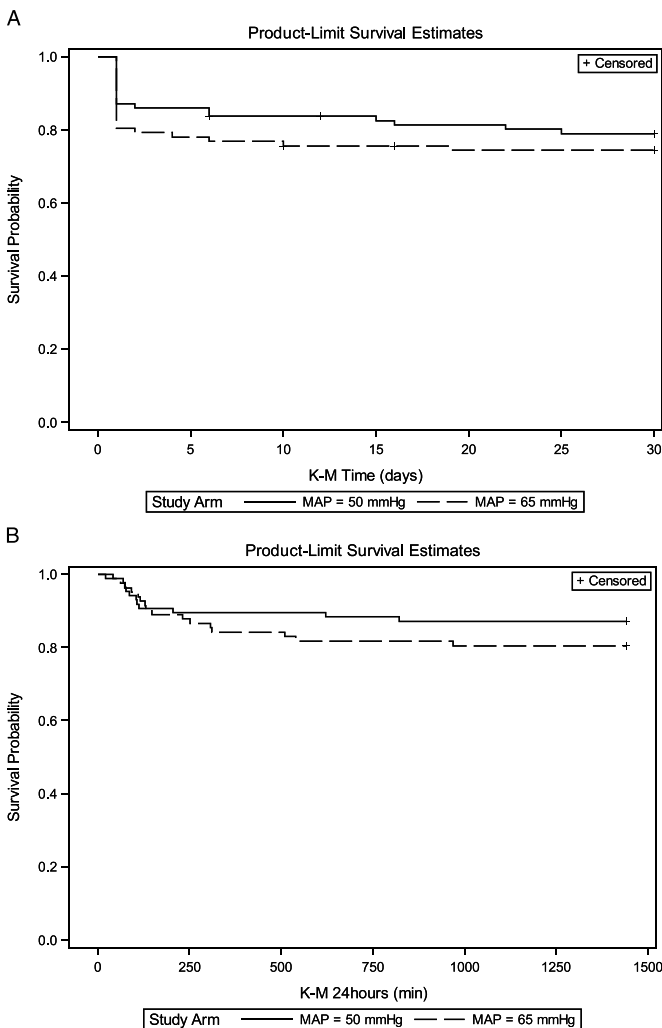 A
Product-Limit Survival Estimates
+ Censored
1.0
0.8
0.6
0.4
0.2
0.0
Survival Probability
0 5 10 15 20 25 30
K-M Time (days)
Study Arm MAP = 50 mmHg MAP = 65 mmHg
B
Product-Limit Survival Estimates
+ Censored
1.0
0.8
0.6
0.4
0.2
0.0
Survival Probability
0 250 500 750 1000 1250 1500
K-M 24hours (min)
Study Arm MAP = 50 mmHg MAP = 65 mmHg